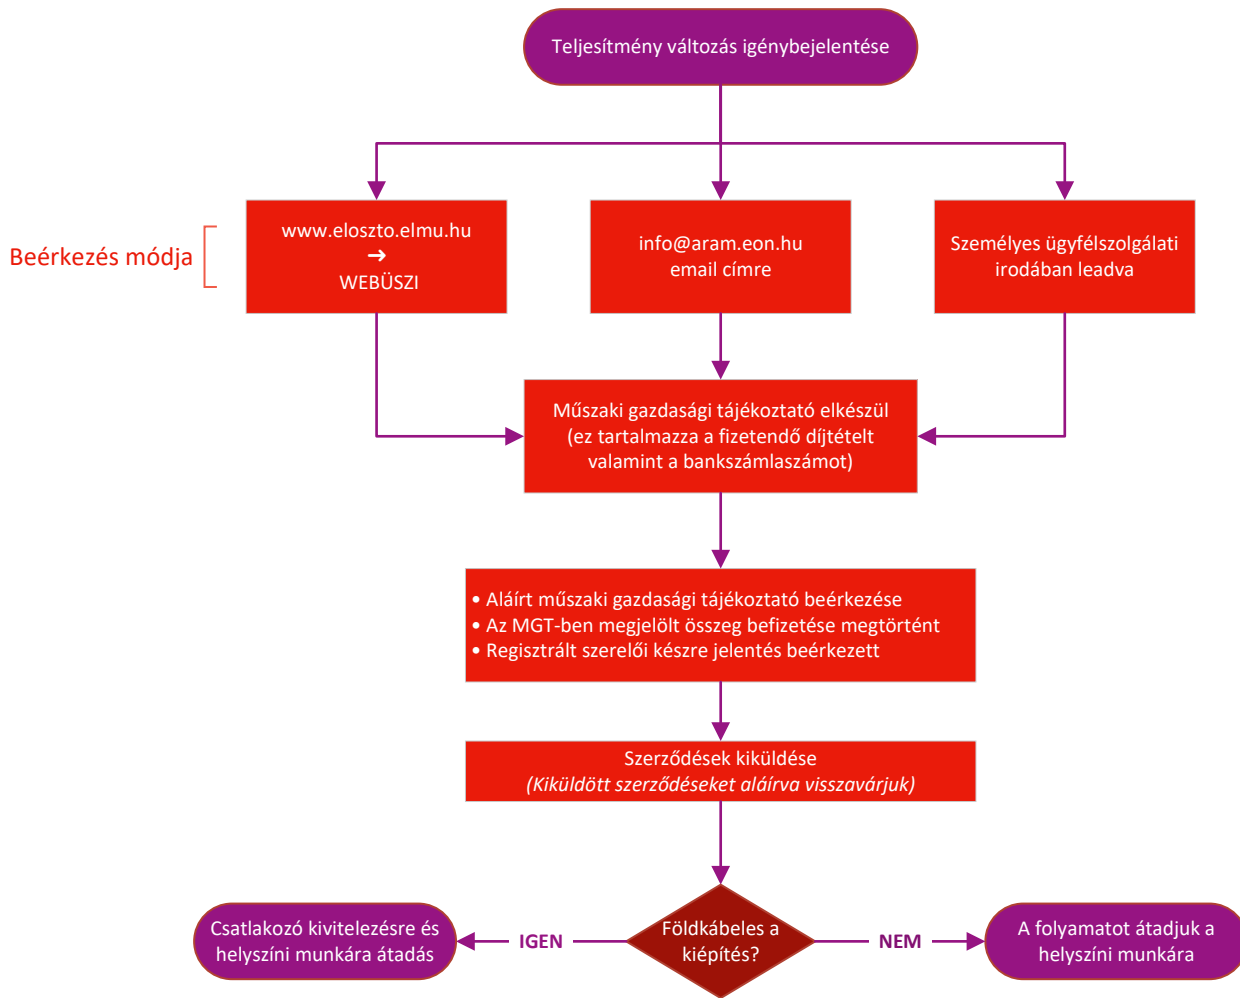 Teljesítmény változás igénybejelentése
Beérkezés módja
www.eloszto.elmu.hu
➔
WEBÜSZI
info@aram.eon.hu
email címre
Személyes ügyfélszolgálati
irodában leadva
Műszaki gazdasági tájékoztató elkészül
(ez tartalmazza a fizetendő díjtételt
valamint a bankszámlaszámot)
• Aláírt műszaki gazdasági tájékoztató beérkezése
• Az MGT-ben megjelölt összeg befizetése megtörtént
• Regisztrált szerelői készre jelentés beérkezett
Szerződések kiküldése
(Kiküldött szerződéseket aláírva visszavárjuk)
Földkábeles a
kiépítés?
IGEN
Csatlakozó kivitelezésre és
helyszíni munkára átadás
NEM
A folyamatot átadjuk a
helyszíni munkára